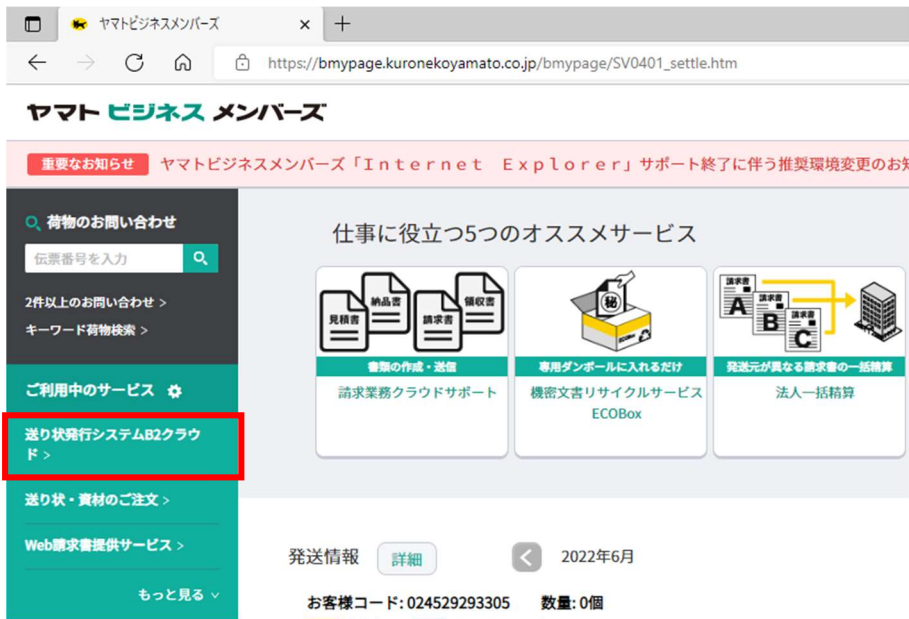 ヤマトビジネスメンバーズ
https://bmypage.kuronekoyamato.co.jp/bmypage/SV0401_settle.htm
ヤマト ビジネス メンバーズ
重要なお知らせ ヤマトビジネスメンバーズ「Internet Explorer」サポート終了に伴う推奨環境変更のお知
荷物のお問い合わせ
伝票番号を入力
2件以上のお問い合わせ >
キーワード荷物検索 >
ご利用中のサービス
送り状発行システムB2クラウ
ド >
送り状・資材のご注文 >
Web請求書提供サービス >
もっと見る
仕事に役立つ5つのオススメサービス
見積書 納品書 請求書 領収書
書類の作成・送信
請求業務クラウドサポート
秘
ECOBox
専用ダンボールに入れるだけ
機密文書リサイクルサービス
ECOBox
請求書 A
請求書 B
請求書 C
発送元が異なる請求書の一括精算
法人一括精算
発送情報 詳細 < 2022年6月
お客様コード: 024529293305 数量: 0個